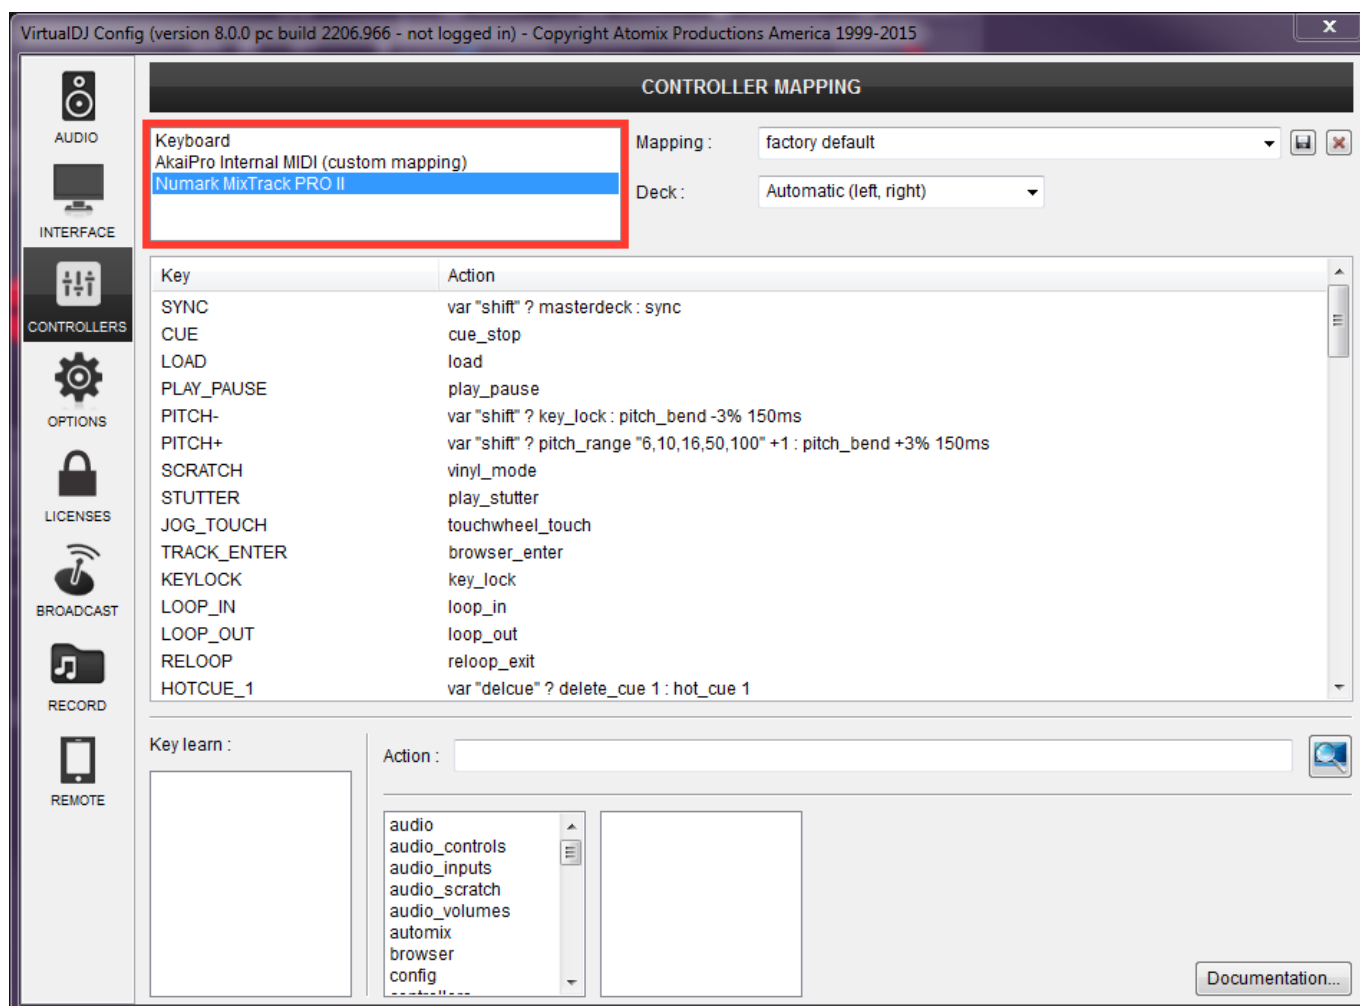 VirtualDJ Config (version 8.0.0 pc build 2206.966 - not logged in) - Copyright Atomix Productions America 1999-2015
X
AUDIO
INTERFACE
CONTROLLERS
OPTIONS
LICENSES
BROADCAST
RECORD
REMOTE
CONTROLLER MAPPING
Keyboard
AkaiPro Internal MIDI (custom mapping)
Numark MixTrack PRO II
Mapping : factory default
Deck : Automatic (left, right)
Key Action
SYNC var "shift" ? masterdeck : sync
CUE cue_stop
LOAD load
PLAY_PAUSE play_pause
PITCH- var "shift" ? key_lock : pitch_bend -3% 150ms
PITCH+ var "shift" ? pitch_range "6,10,16,50,100" +1 : pitch_bend +3% 150ms
SCRATCH vinyl_mode
STUTTER play_stutter
JOG_TOUCH touchwheel_touch
TRACK_ENTER browser_enter
KEYLOCK key_lock
LOOP_IN loop_in
LOOP_OUT loop_out
RELOOP reloop_exit
HOTCUE_1 var "delcue" ? delete_cue 1 : hot_cue 1
Key learn :
Action :
audio
audio_controls
audio_inputs
audio_scratch
audio_volumes
automix
browser
config
Documentation...